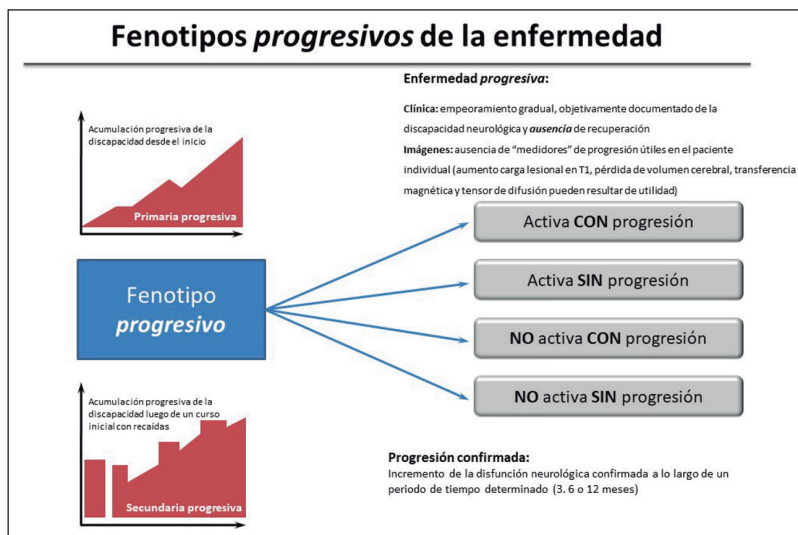 Fenotipos progresivos de la enfermedad
Enfermedad progresiva:
Clínica: empeoramiento gradual, objetivamente documentado de la
discapacidad neurológica y ausencia de recuperación
Imágenes: ausencia de “medidores” de progresión útiles en el paciente
individual (aumento carga lesional en T1, pérdida de volumen cerebral, transferencia
magnética y tensor de difusión pueden resultar de utilidad)
Acumulación progresiva de la
discapacidad desde el inicio
Primaria progresiva
Fenotipo
progresivo
Activa CON progresión
Activa SIN progresión
NO activa CON progresión
NO activa SIN progresión
Acumulación progresiva de la
discapacidad luego de un curso
inicial con recaídas
Secundaria progresiva
Progresión confirmada:
Incremento de la disfunción neurológica confirmada a lo largo de un
periodo de tiempo determinado (3. 6 o 12 meses)